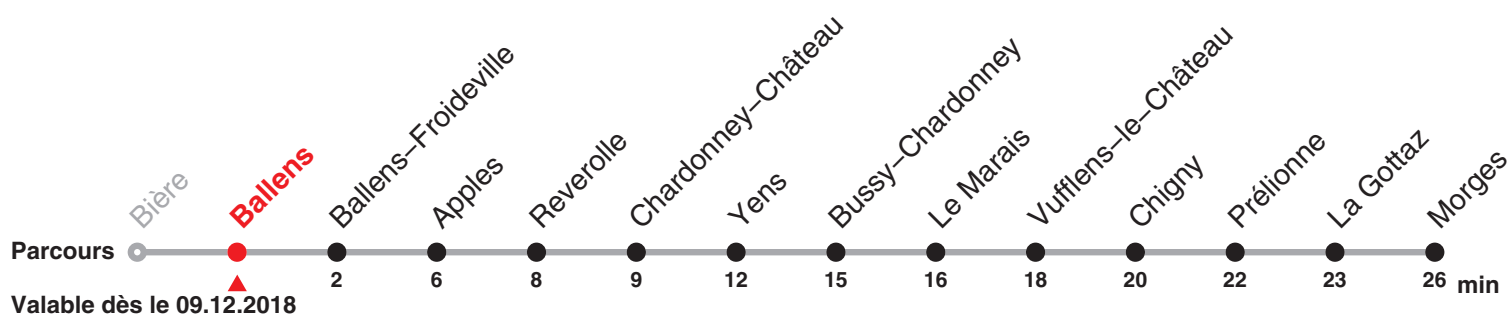 Bière
Ballens
Ballens–Froideville
Apples
Reverolle
Chardonney–Château
Yens
Bussy–Chardonney
Le Marais
Vufflens–le–Château
Chigny
Prélionne
La Gottaz
Morges
Parcours
2 6 8 9 12 15 16 18 20 22 23 26 min
Valable dès le 09.12.2018